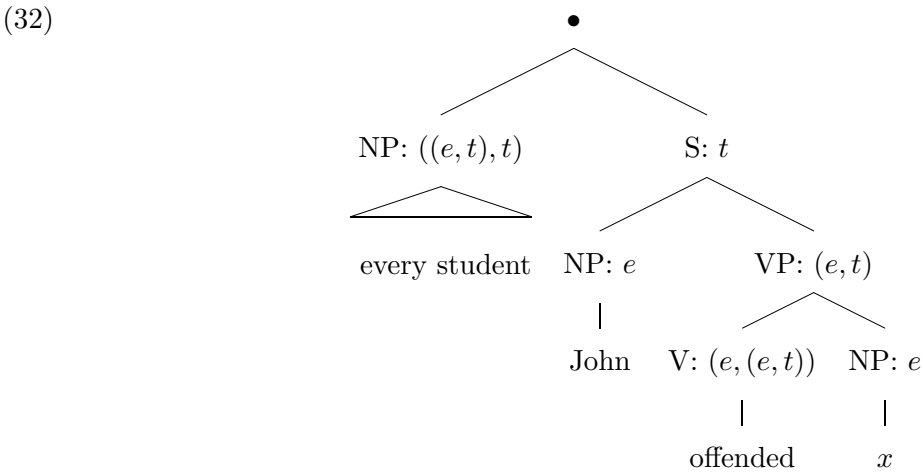 (32)
•
NP: ((e, t), t) S: t
every student NP: e VP: (e, t)
John V: (e, (e, t)) NP: e
offended x